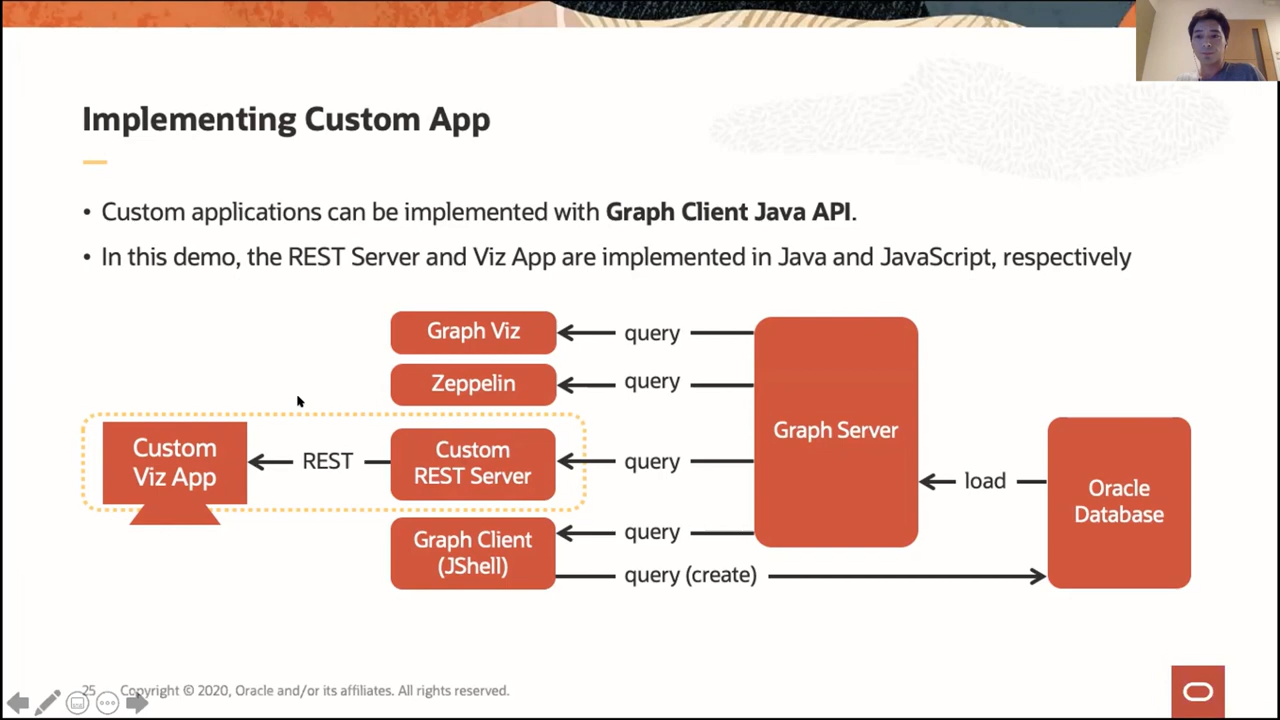 Implementing Custom App
• Custom applications can be implemented with Graph Client Java API.
• In this demo, the REST Server and Viz App are implemented in Java and JavaScript, respectively
Graph Viz
query
Zeppelin
query
Graph Server
Custom
Viz App
REST
Custom
REST Server
query
load
Oracle
Database
Graph Client
(JShell)
query
query (create)
25
Copyright © 2020, Oracle and/or its affiliates. All rights reserved.